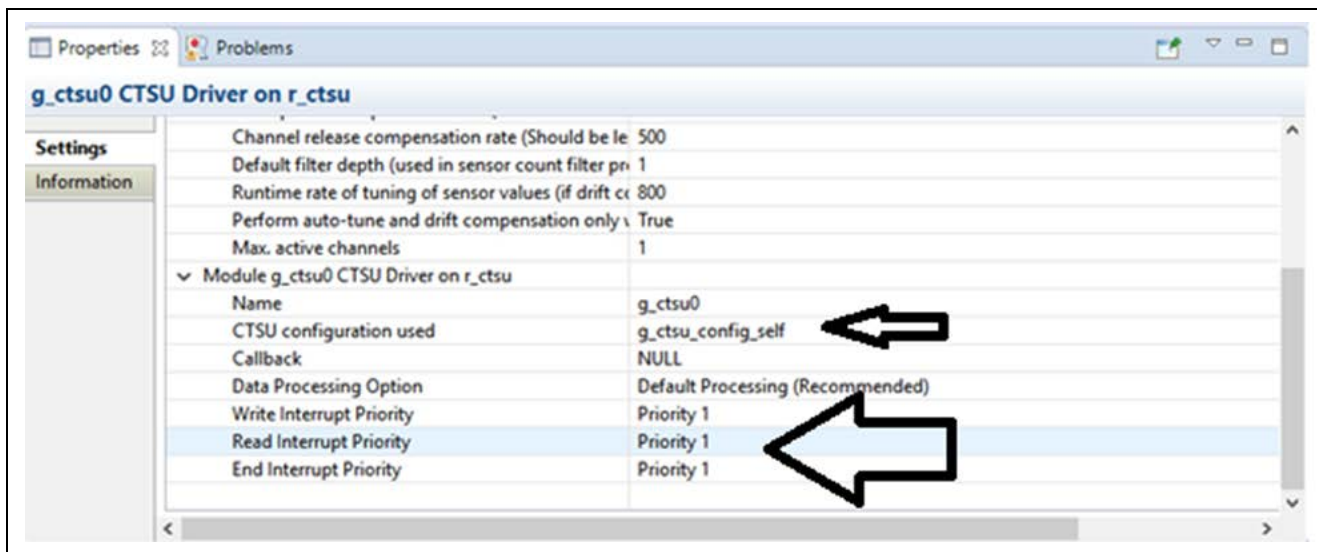 Properties Problems
g_ctsu0 CTSU Driver on r_ctsu
Settings
Information
Channel release compensation rate (Should be le 500
Default filter depth (used in sensor count filter pr 1
Runtime rate of tuning of sensor values (if drift cc 800
Perform auto-tune and drift compensation only True
Max. active channels 1
Module g_ctsu0 CTSU Driver on r_ctsu
Name g_ctsu0
CTSU configuration used g_ctsu_config_self
Callback NULL
Data Processing Option Default Processing (Recommended)
Write Interrupt Priority Priority 1
Read Interrupt Priority Priority 1
End Interrupt Priority Priority 1